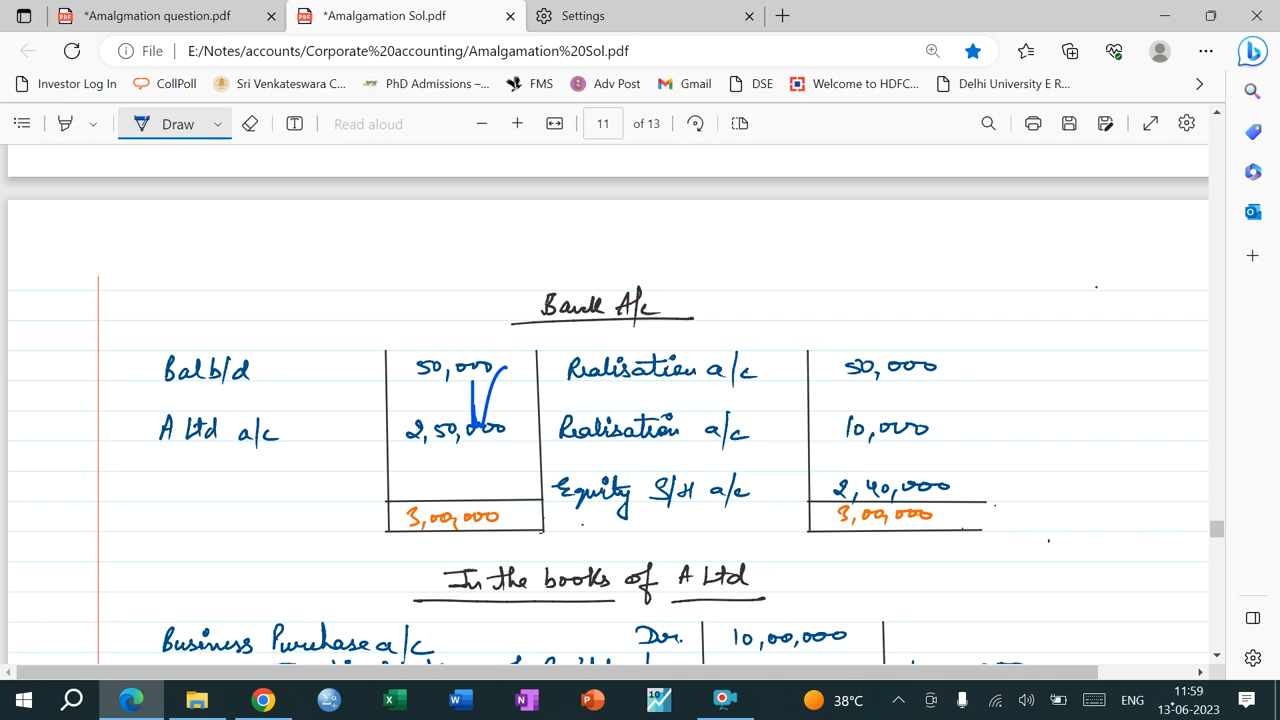 *Amalgmation question.pdf
*Amalgamation Sol.pdf
Settings
File E:/Notes/accounts/Corporate%20accounting/Amalgamation%20Sol.pdf
Investor Log In CollPoll Sri Venkateswara C... PhD Admissions –... FMS Adv Post Gmail DSE Welcome to HDFC... Delhi University E R...
Draw Read aloud 11 of 13
Bank A/c
Bal b/d 50,000 Realisation a/c 50,000
A Ltd a/c 2,50,000 Realisation a/c 10,000
Equity S/H a/c 2,40,000
3,00,000 3,00,000
In the books of A Ltd
Business Purchase a/c Dr. 10,00,000
38°C ENG 11:59
13-06-2023